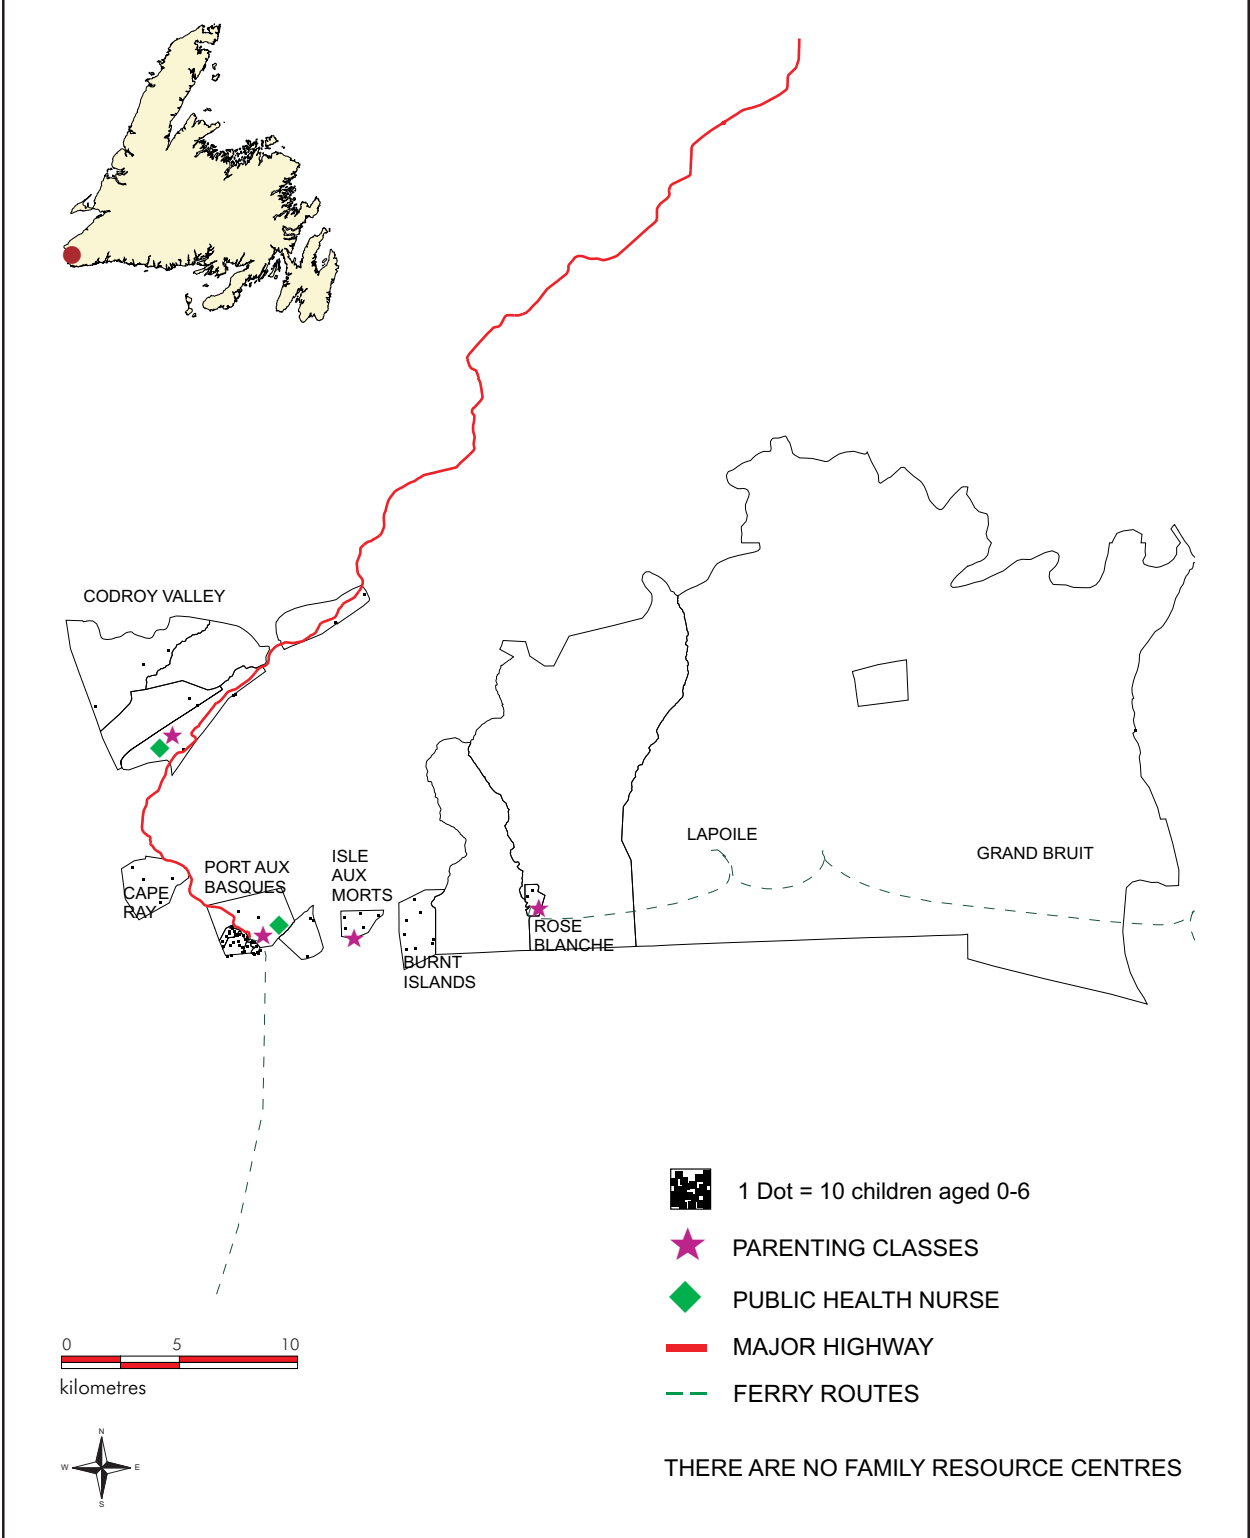 CODROY VALLEY
LAPOILE
GRAND BRUIT
ISLE
AUX
MORTS
PORT AUX
BASQUES
CAPE
RAY
ROSE
BLANCHE
BURNT
ISLANDS
1 Dot = 10 children aged 0-6
PARENTING CLASSES
PUBLIC HEALTH NURSE
MAJOR HIGHWAY
FERRY ROUTES
0 5 10
kilometres
N
W E
S
THERE ARE NO FAMILY RESOURCE CENTRES